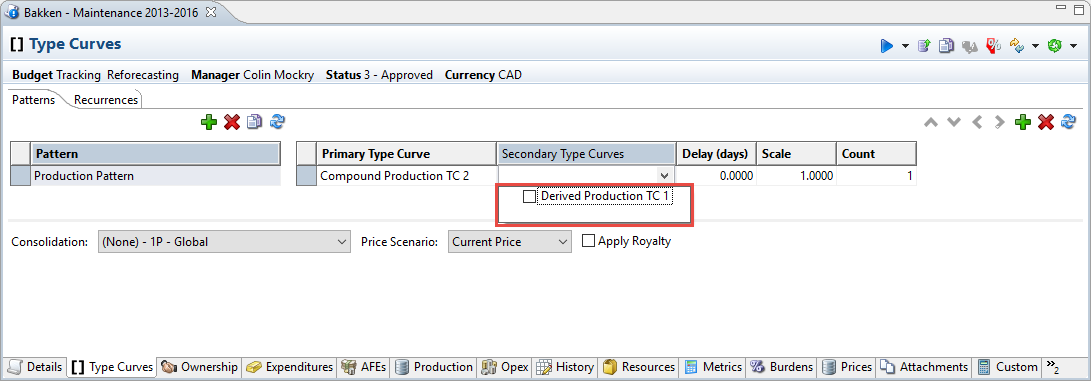 Bakken - Maintenance 2013-2016
[] Type Curves
Budget Tracking Reforecasting Manager Colin Mockry Status 3 - Approved Currency CAD
Patterns Recurrences
Pattern Primary Type Curve Secondary Type Curves Delay (days) Scale Count
Production Pattern Compound Production TC 2 0.0000 1.0000 1
Derived Production TC 1
Consolidation: (None) - 1P - Global Price Scenario: Current Price Apply Royalty
Details [] Type Curves Ownership Expenditures AFEs Production Opex History Resources Metrics Burdens Prices Attachments Custom »2